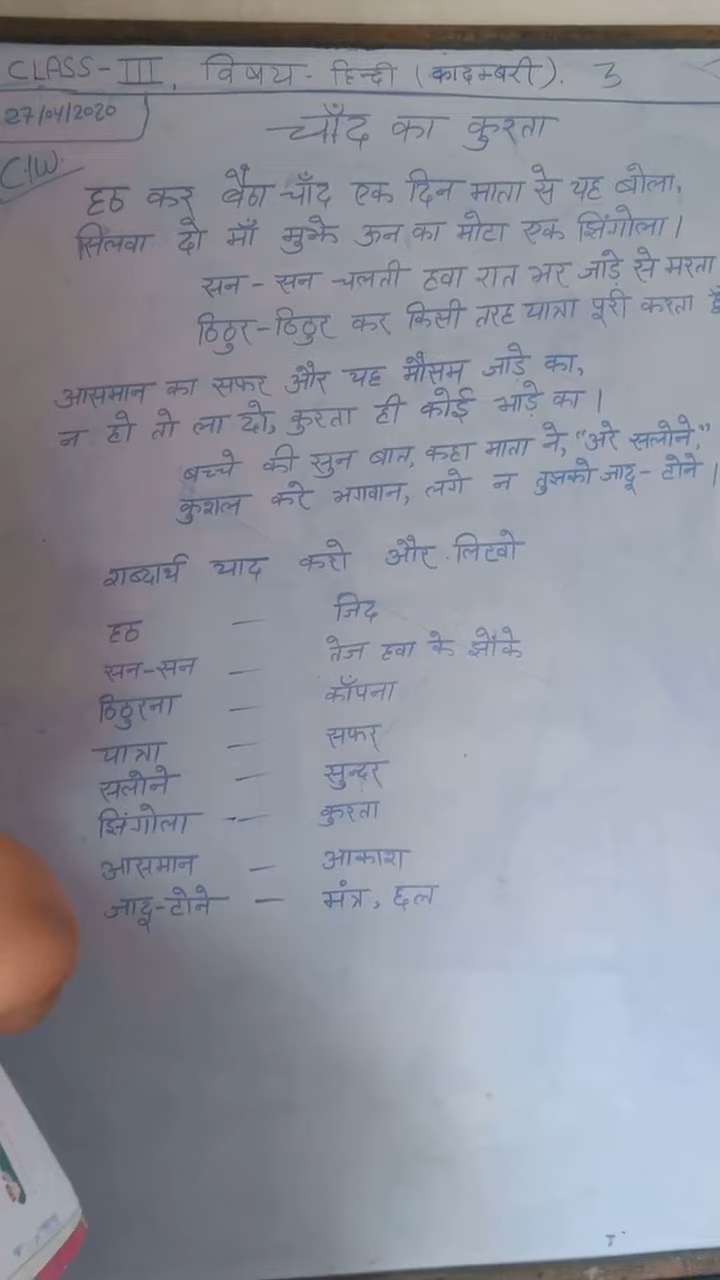 CLASS-III, विषय- हिन्दी (कादम्बरी). 3
27/04/2020
चाँद का कुरता
C/W.
हठ कर बैठा चाँद एक दिन माता से यह बोला,
सिलवा दो माँ मुझे ऊन का मोटा एक झिंगोला।
सन-सन चलती हवा रात भर जाड़े से मरता
ठिठुर-ठिठुर कर किसी तरह यात्रा पूरी करता हूँ
आसमान का सफर और यह मौसम जाड़े का,
न हो तो ला दो, कुरता ही कोई भाड़े का।
बच्चे की सुन बात, कहा माता ने, "अरे सलोने,"
कुशल करे भगवान, लगे न तुझको जादू-टोने।
शब्दार्थ याद करो और लिखो
हठ — जिद
सन-सन — तेज हवा के झोंके
ठिठुरना — काँपना
यात्रा — सफर
सलोने — सुन्दर
झिंगोला — कुरता
आसमान — आकाश
जादू-टोने — मंत्र, छल